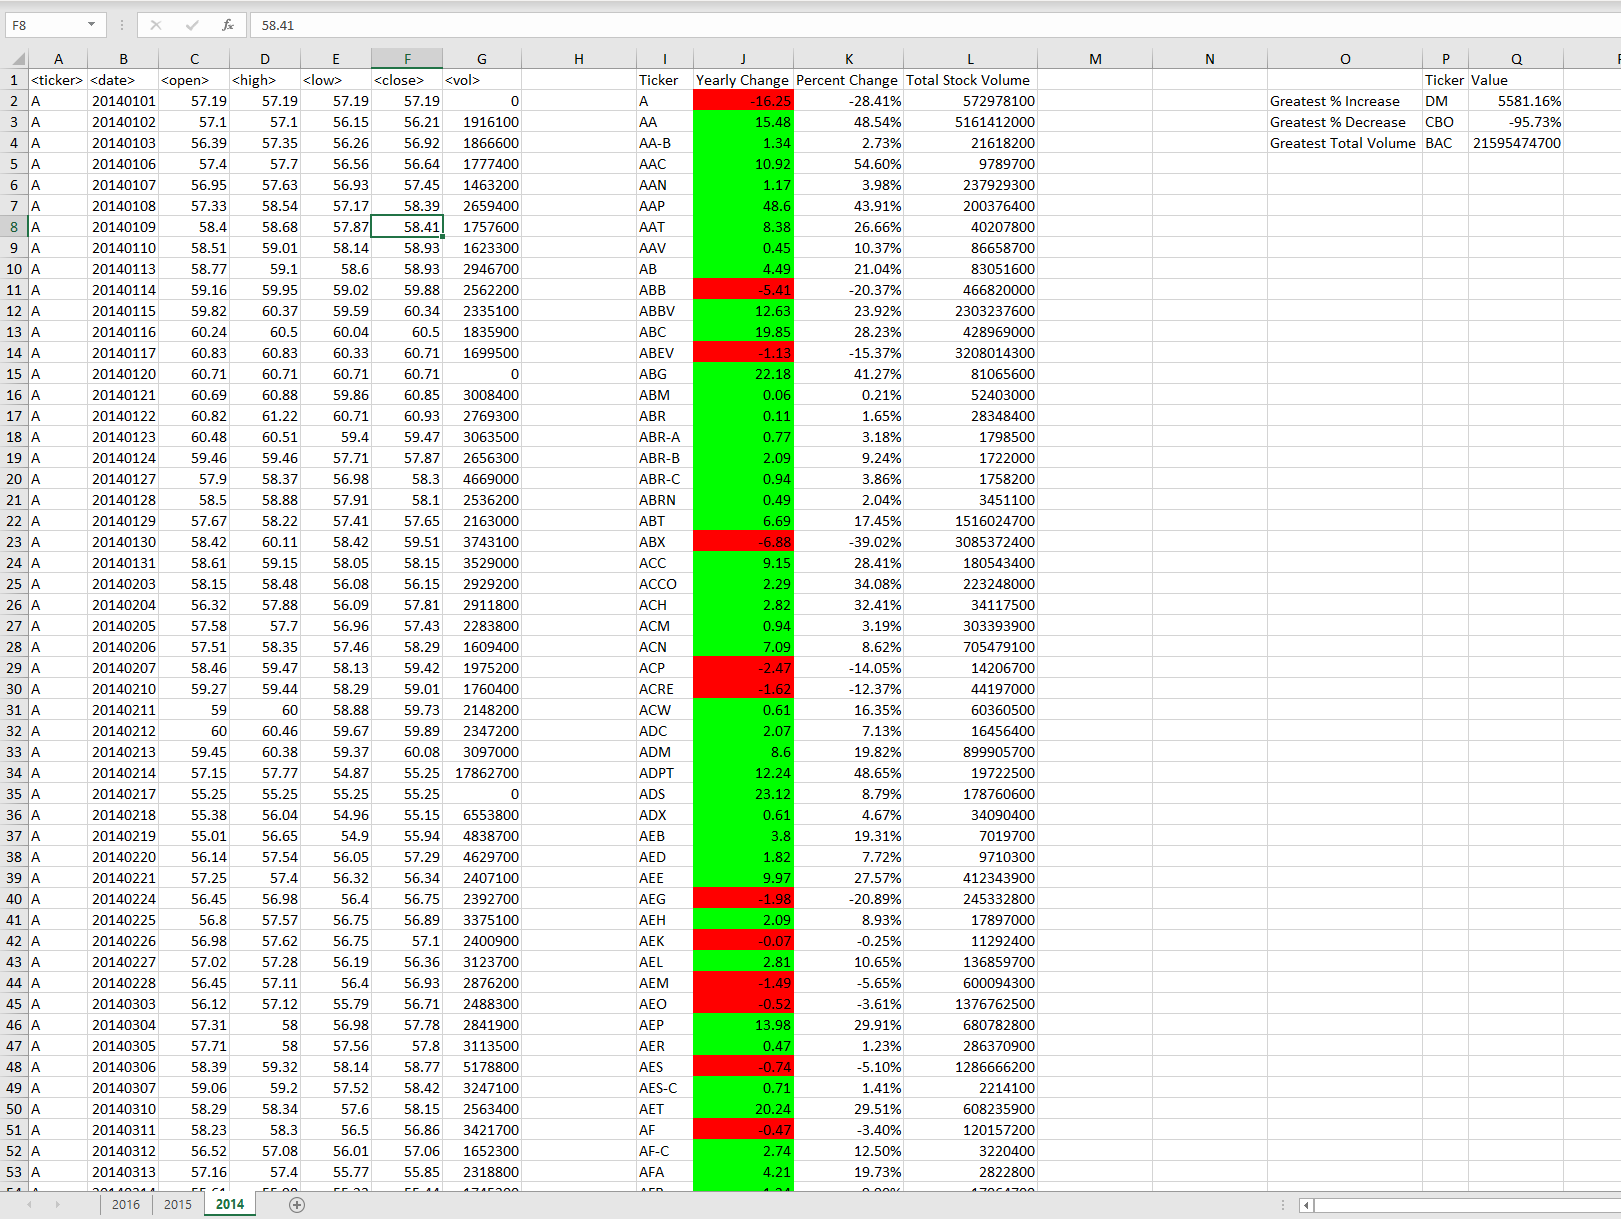 F8 fx 58.41
A B C D E F G H I J K L M N O P Q
1 <ticker> <date> <open> <high> <low> <close> <vol> Ticker Yearly Change Percent Change Total Stock Volume Ticker Value
2 A 20140101 57.19 57.19 57.19 57.19 0 A -16.25 -28.41% 572978100 Greatest % Increase DM 5581.16%
3 A 20140102 57.1 57.1 56.15 56.21 1916100 AA 15.48 48.54% 5161412000 Greatest % Decrease CBO -95.73%
4 A 20140103 56.39 57.35 56.26 56.92 1866600 AA-B 1.34 2.73% 21618200 Greatest Total Volume BAC 21595474700
5 A 20140106 57.4 57.7 56.56 56.64 1777400 AAC 10.92 54.60% 9789700
6 A 20140107 56.95 57.63 56.93 57.45 1463200 AAN 1.17 3.98% 237929300
7 A 20140108 57.33 58.54 57.17 58.39 2659400 AAP 48.6 43.91% 200376400
8 A 20140109 58.4 58.68 57.87 58.41 1757600 AAT 8.38 26.66% 40207800
9 A 20140110 58.51 59.01 58.14 58.93 1623300 AAV 0.45 10.37% 86658700
10 A 20140113 58.77 59.1 58.6 58.93 2946700 AB 4.49 21.04% 83051600
11 A 20140114 59.16 59.95 59.02 59.88 2562200 ABB -5.41 -20.37% 466820000
12 A 20140115 59.82 60.37 59.59 60.34 2335100 ABBV 12.63 23.92% 2303237600
13 A 20140116 60.24 60.5 60.04 60.5 1835900 ABC 19.85 28.23% 428969000
14 A 20140117 60.83 60.83 60.33 60.71 1699500 ABEV -1.13 -15.37% 3208014300
15 A 20140120 60.71 60.71 60.71 60.71 0 ABG 22.18 41.27% 81065600
16 A 20140121 60.69 60.88 59.86 60.85 3008400 ABM 0.06 0.21% 52403000
17 A 20140122 60.82 61.22 60.71 60.93 2769300 ABR 0.11 1.65% 28348400
18 A 20140123 60.48 60.51 59.4 59.47 3063500 ABR-A 0.77 3.18% 1798500
19 A 20140124 59.46 59.46 57.71 57.87 2656300 ABR-B 2.09 9.24% 1722000
20 A 20140127 57.9 58.37 56.98 58.3 4669000 ABR-C 0.94 3.86% 1758200
21 A 20140128 58.5 58.88 57.91 58.1 2536200 ABRN 0.49 2.04% 3451100
22 A 20140129 57.67 58.22 57.41 57.65 2163000 ABT 6.69 17.45% 1516024700
23 A 20140130 58.42 60.11 58.42 59.51 3743100 ABX -6.88 -39.02% 3085372400
24 A 20140131 58.61 59.15 58.05 58.15 3529000 ACC 9.15 28.41% 180543400
25 A 20140203 58.15 58.48 56.08 56.15 2929200 ACCO 2.29 34.08% 223248000
26 A 20140204 56.32 57.88 56.09 57.81 2911800 ACH 2.82 32.41% 34117500
27 A 20140205 57.58 57.7 56.96 57.43 2283800 ACM 0.94 3.19% 303393900
28 A 20140206 57.51 58.35 57.46 58.29 1609400 ACN 7.09 8.62% 705479100
29 A 20140207 58.46 59.47 58.13 59.42 1975200 ACP -2.47 -14.05% 14206700
30 A 20140210 59.27 59.44 58.29 59.01 1760400 ACRE -1.62 -12.37% 44197000
31 A 20140211 59 60 58.88 59.73 2148200 ACW 0.61 16.35% 60360500
32 A 20140212 60 60.46 59.67 59.89 2347200 ADC 2.07 7.13% 16456400
33 A 20140213 59.45 60.38 59.37 60.08 3097000 ADM 8.6 19.82% 899905700
34 A 20140214 57.15 57.77 54.87 55.25 17862700 ADPT 12.24 48.65% 19722500
35 A 20140217 55.25 55.25 55.25 55.25 0 ADS 23.12 8.79% 178760600
36 A 20140218 55.38 56.04 54.96 55.15 6553800 ADX 0.61 4.67% 34090400
37 A 20140219 55.01 56.65 54.9 55.94 4838700 AEB 3.8 19.31% 7019700
38 A 20140220 56.14 57.54 56.05 57.29 4629700 AED 1.82 7.72% 9710300
39 A 20140221 57.25 57.4 56.32 56.34 2407100 AEE 9.97 27.57% 412343900
40 A 20140224 56.45 56.98 56.4 56.75 2392700 AEG -1.98 -20.89% 245332800
41 A 20140225 56.8 57.57 56.75 56.89 3375100 AEH 2.09 8.93% 17897000
42 A 20140226 56.98 57.62 56.75 57.1 2400900 AEK -0.07 -0.25% 11292400
43 A 20140227 57.02 57.28 56.19 56.36 3123700 AEL 2.81 10.65% 136859700
44 A 20140228 56.45 57.11 56.4 56.93 2876200 AEM -1.49 -5.65% 600094300
45 A 20140303 56.12 57.12 55.79 56.71 2488300 AEO -0.52 -3.61% 1376762500
46 A 20140304 57.31 58 56.98 57.78 2841900 AEP 13.98 29.91% 680782800
47 A 20140305 57.71 58 57.56 57.8 3113500 AER 0.47 1.23% 286370900
48 A 20140306 58.39 59.32 58.14 58.77 5178800 AES -0.74 -5.10% 1286666200
49 A 20140307 59.06 59.2 57.52 58.42 3247100 AES-C 0.71 1.41% 2214100
50 A 20140310 58.29 58.34 57.6 58.15 2563400 AET 20.24 29.51% 608235900
51 A 20140311 58.23 58.3 56.5 56.86 3421700 AF -0.47 -3.40% 120157200
52 A 20140312 56.52 57.08 56.01 57.06 1652300 AF-C 2.74 12.50% 3220400
53 A 20140313 57.16 57.4 55.77 55.85 2318800 AFA 4.21 19.73% 2822800
2016 2015 2014